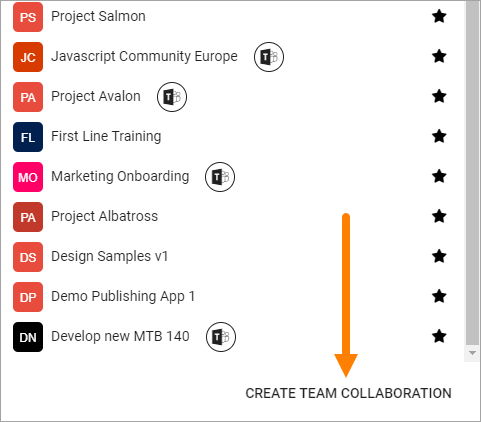 PS Project Salmon
JC Javascript Community Europe T
PA Project Avalon T
FL First Line Training
MO Marketing Onboarding T
PA Project Albatross
DS Design Samples v1
DP Demo Publishing App 1
DN Develop new MTB 140 T
CREATE TEAM COLLABORATION